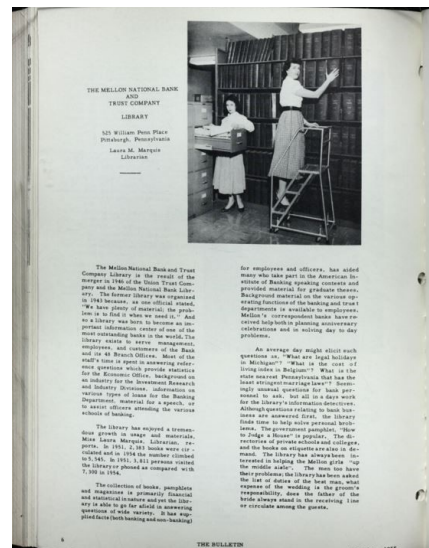 THE MELLON NATIONAL BANK
AND
TRUST COMPANY
LIBRARY
525 William Penn Place
Pittsburgh, Pennsylvania
Laura M. Marquis
Librarian
The Mellon National Bank and Trust
Company Library is the result of the
merger in 1946 of the Union Trust Com-
pany and the Mellon National Bank Libr-
ary. The former library was organized
in 1943 because, as one official stated,
"We have plenty of material; the prob-
lem is to find it when we need it." And
so a library was born to become an im-
portant information center of one of the
most outstanding banks in the world. The
library exists to serve management,
employees, and customers of the Bank
and its 46 Branch Offices. Most of the
staff's time is spent in answering refer-
ence questions which provide statistics
for the Economic Office, background on
an industry for the Investment Research
and Industry Divisions, information on
various types of loans for the Banking
Department, material for a speech, or
to assist officers attending the various
schools of banking.
The library has enjoyed a tremen-
dous growth in usage and materials,
Miss Laura Marquis, Librarian, re-
ports. In 1951, 2,383 books were cir-
culated and in 1954 the number climbed
to 5,545. In 1951, 3,811 persons visited
the library or phoned as compared with
7,500 in 1954.
The collection of books, pamphlets
and magazines is primarily financial
and statistical in nature and yet the libr-
ary is able to go far afield in answering
questions of wide variety. It has sup-
plied facts (both banking and non-banking)
for employees and officers, has aided
many who take part in the American In-
stitute of Banking speaking contests and
provided material for graduate theses.
Background material on the various op-
erating functions of the banking and trust
departments is available to employees.
Mellon's correspondent banks have re-
ceived help both in planning anniversary
celebrations and in solving day to day
problems.
An average day might elicit such
questions as, "What are legal holidays
in Michigan"? "What is the cost of
living index in Belgium"? What is the
state nearest Pennsylvania that has the
least stringent marriage laws"? Seem-
ingly unusual questions for bank per-
sonnel to ask, but all in a days work
for the library's information detectives.
Although questions relating to bank bus-
iness are answered first, the library
finds time to help solve personal prob-
lems. The government pamphlet, "How
to Judge a House" is popular. The di-
rectories of private schools and colleges,
and the books on etiquette are also in de-
mand. The library has always been in-
terested in helping the Mellon girls "up
the middle aisle". The men too have
their problems; the library has been asked
the list of duties of the best man, what
expense of the wedding is the groom's
responsibility, does the father of the
bride always stand in the receiving line
or circulate among the guests.
6
THE BULLETIN